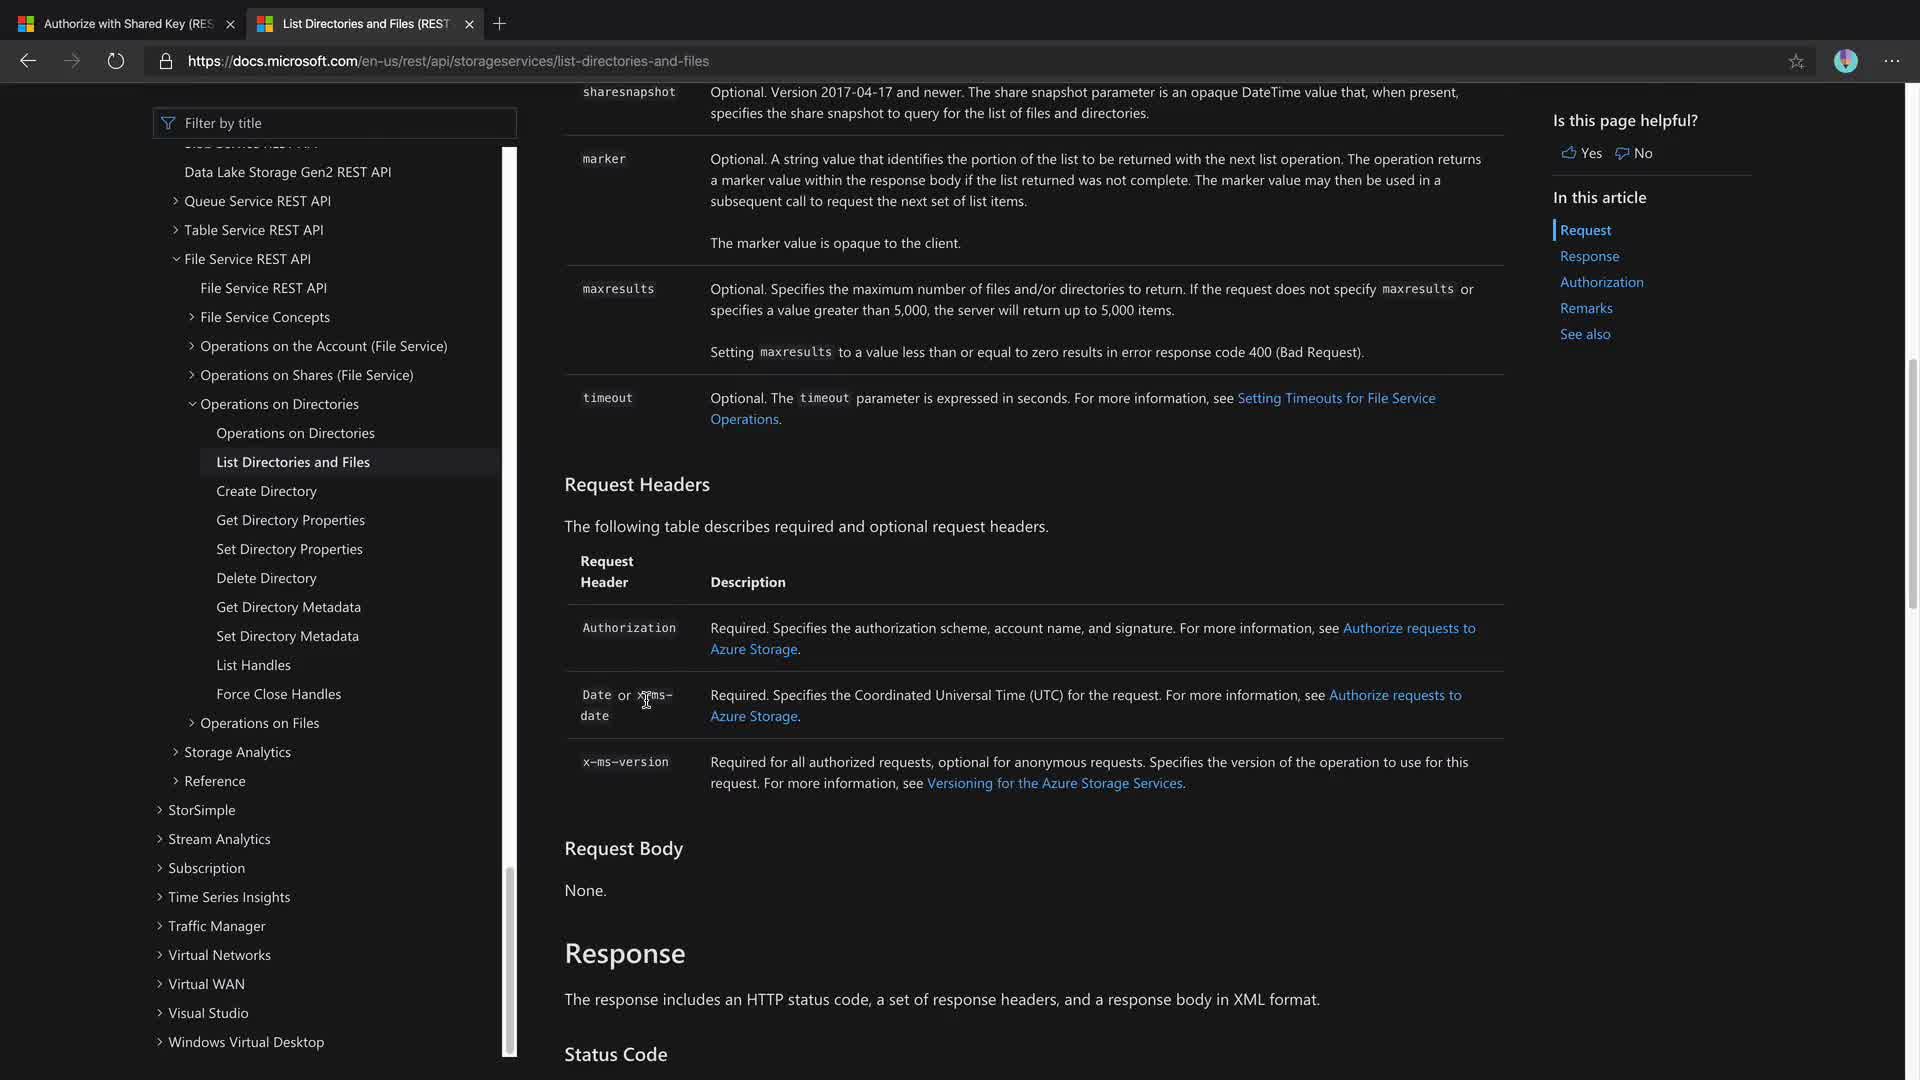 Authorize with Shared Key (RES
List Directories and Files (REST
https://docs.microsoft.com/en-us/rest/api/storageservices/list-directories-and-files
Filter by title
Data Lake Storage Gen2 REST API
Queue Service REST API
Table Service REST API
File Service REST API
File Service REST API
File Service Concepts
Operations on the Account (File Service)
Operations on Shares (File Service)
Operations on Directories
Operations on Directories
List Directories and Files
Create Directory
Get Directory Properties
Set Directory Properties
Delete Directory
Get Directory Metadata
Set Directory Metadata
List Handles
Force Close Handles
Operations on Files
Storage Analytics
Reference
StorSimple
Stream Analytics
Subscription
Time Series Insights
Traffic Manager
Virtual Networks
Virtual WAN
Visual Studio
Windows Virtual Desktop
sharesnapshot Optional. Version 2017-04-17 and newer. The share snapshot parameter is an opaque DateTime value that, when present,
specifies the share snapshot to query for the list of files and directories.
marker Optional. A string value that identifies the portion of the list to be returned with the next list operation. The operation returns
a marker value within the response body if the list returned was not complete. The marker value may then be used in a
subsequent call to request the next set of list items.
The marker value is opaque to the client.
maxresults Optional. Specifies the maximum number of files and/or directories to return. If the request does not specify maxresults or
specifies a value greater than 5,000, the server will return up to 5,000 items.
Setting maxresults to a value less than or equal to zero results in error response code 400 (Bad Request).
timeout Optional. The timeout parameter is expressed in seconds. For more information, see Setting Timeouts for File Service
Operations.
Request Headers
The following table describes required and optional request headers.
Request
Header Description
Authorization Required. Specifies the authorization scheme, account name, and signature. For more information, see Authorize requests to
Azure Storage.
Date or x-ms- Required. Specifies the Coordinated Universal Time (UTC) for the request. For more information, see Authorize requests to
date Azure Storage.
x-ms-version Required for all authorized requests, optional for anonymous requests. Specifies the version of the operation to use for this
request. For more information, see Versioning for the Azure Storage Services.
Request Body
None.
Response
The response includes an HTTP status code, a set of response headers, and a response body in XML format.
Status Code
Is this page helpful?
Yes No
In this article
Request
Response
Authorization
Remarks
See also